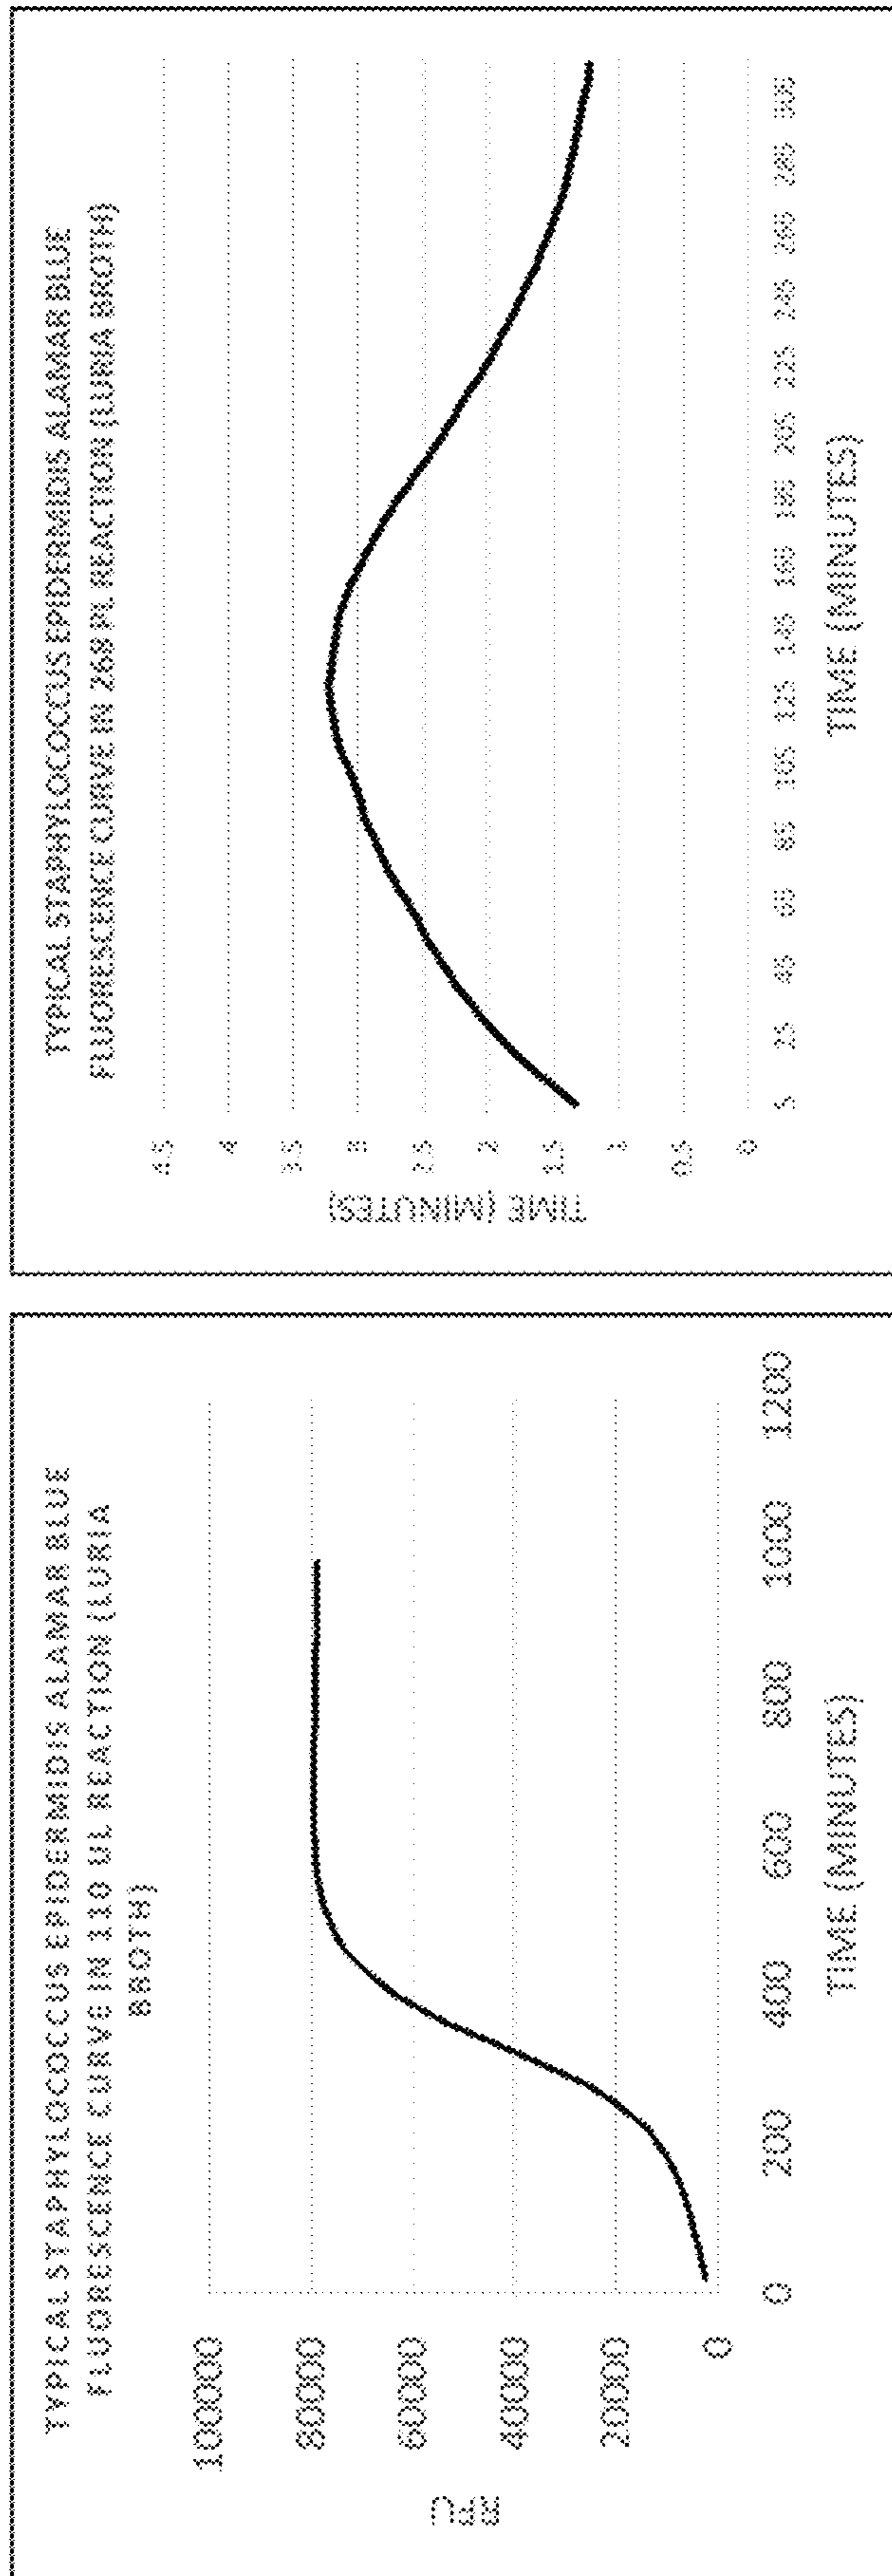 TYPICAL STAPHYLOCOCCUS EPIDERMIDIS ALAMAR BLUE
FLUORESCENCE CURVE IN 110 UL REACTION (LURIA
BROTH)
RFU
100000
80000
60000
40000
20000
0
0 200 400 600 800 1000 1200
TIME (MINUTES)
TYPICAL STAPHYLOCOCCUS EPIDERMIDIS ALAMAR BLUE
FLUORESCENCE CURVE IN 268 PL REACTION (LURIA BROTH)
TIME (MINUTES)
4.5
4
3.5
3
2.5
2
1.5
1
0.5
0
5 25 45 65 85 105 125 145 165 185 205 225 245 265 285 305
TIME (MINUTES)